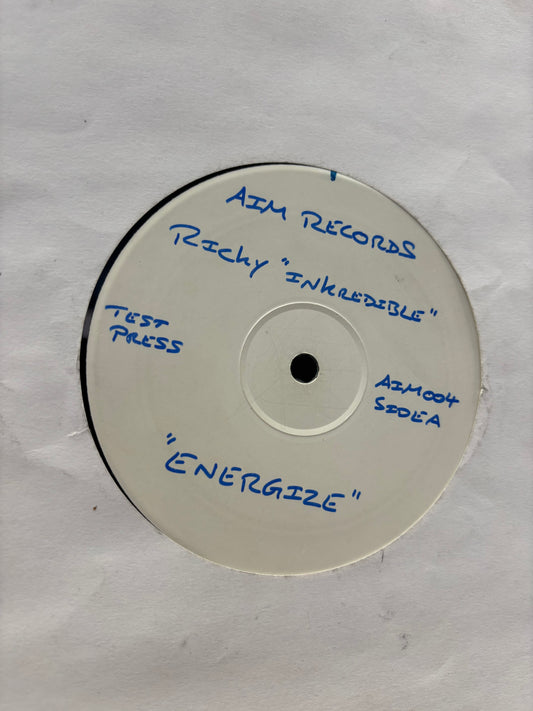 AIM RECORDS
RICKY "INKREDIBLE"
TEST
PRESS
AIM004
SIDE A
"ENERGIZE"